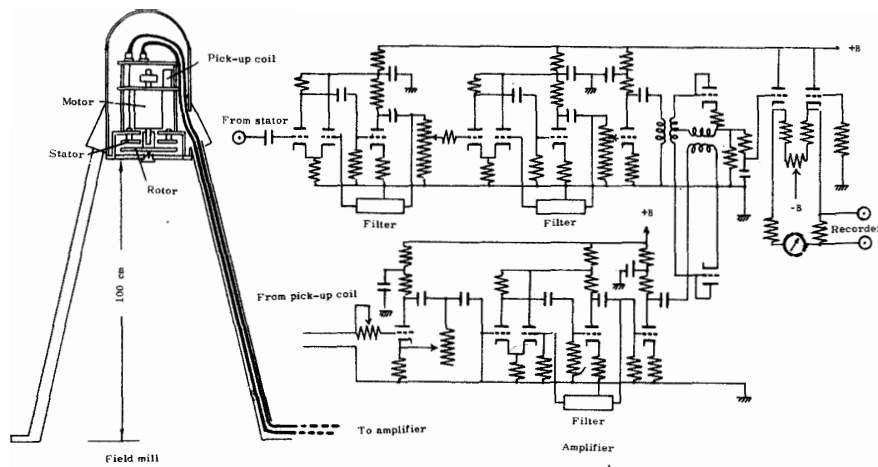 Pick-up coil
Motor
Stator
Rotor
100 cm
Field mill
To amplifier
From stator
Filter
Filter
+B
-B
Recorder
+B
From pick-up coil
Filter
Amplifier